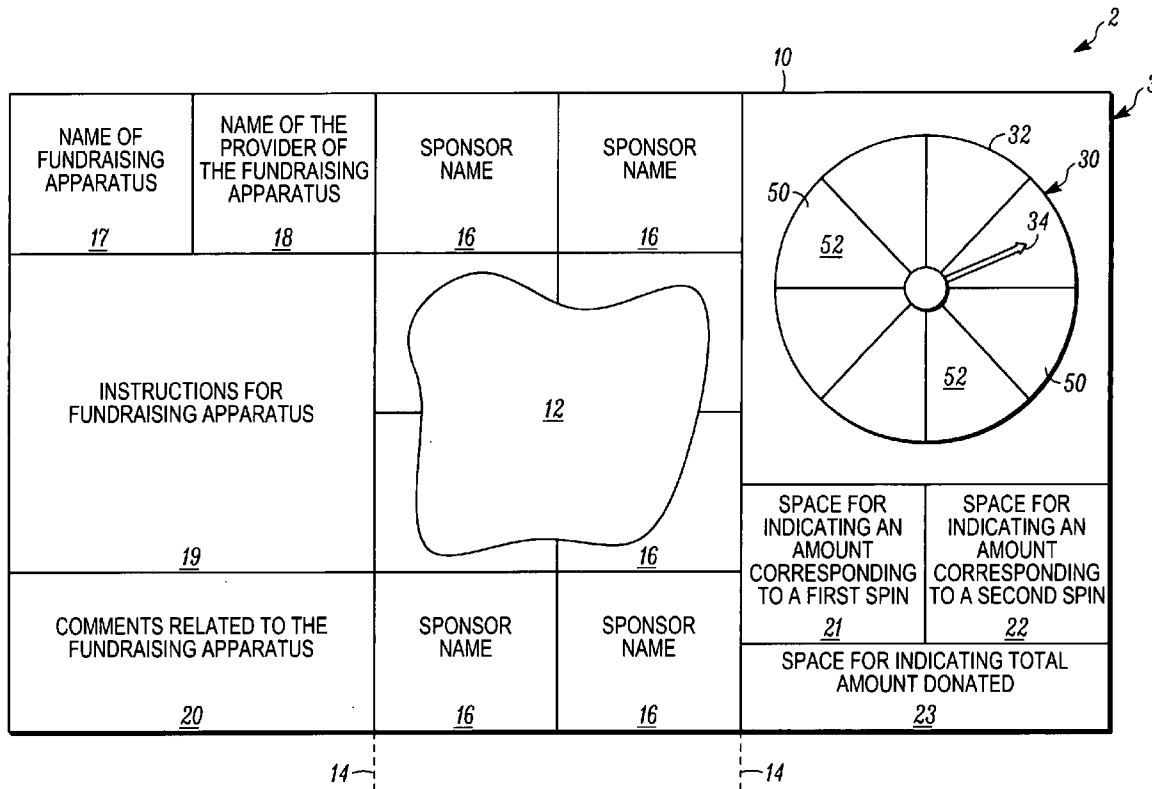 2
10
3
NAME OF
FUNDRAISING
APPARATUS
17
NAME OF THE
PROVIDER OF
THE FUNDRAISING
APPARATUS
18
SPONSOR
NAME
16
SPONSOR
NAME
16
32
30
50
34
52
52
50
INSTRUCTIONS FOR
FUNDRAISING APPARATUS
19
12
16
SPACE FOR
INDICATING AN
AMOUNT
CORRESPONDING
TO A FIRST SPIN
21
SPACE FOR
INDICATING AN
AMOUNT
CORRESPONDING
TO A SECOND SPIN
22
COMMENTS RELATED TO THE
FUNDRAISING APPARATUS
20
SPONSOR
NAME
16
SPONSOR
NAME
16
SPACE FOR INDICATING TOTAL
AMOUNT DONATED
23
14
14